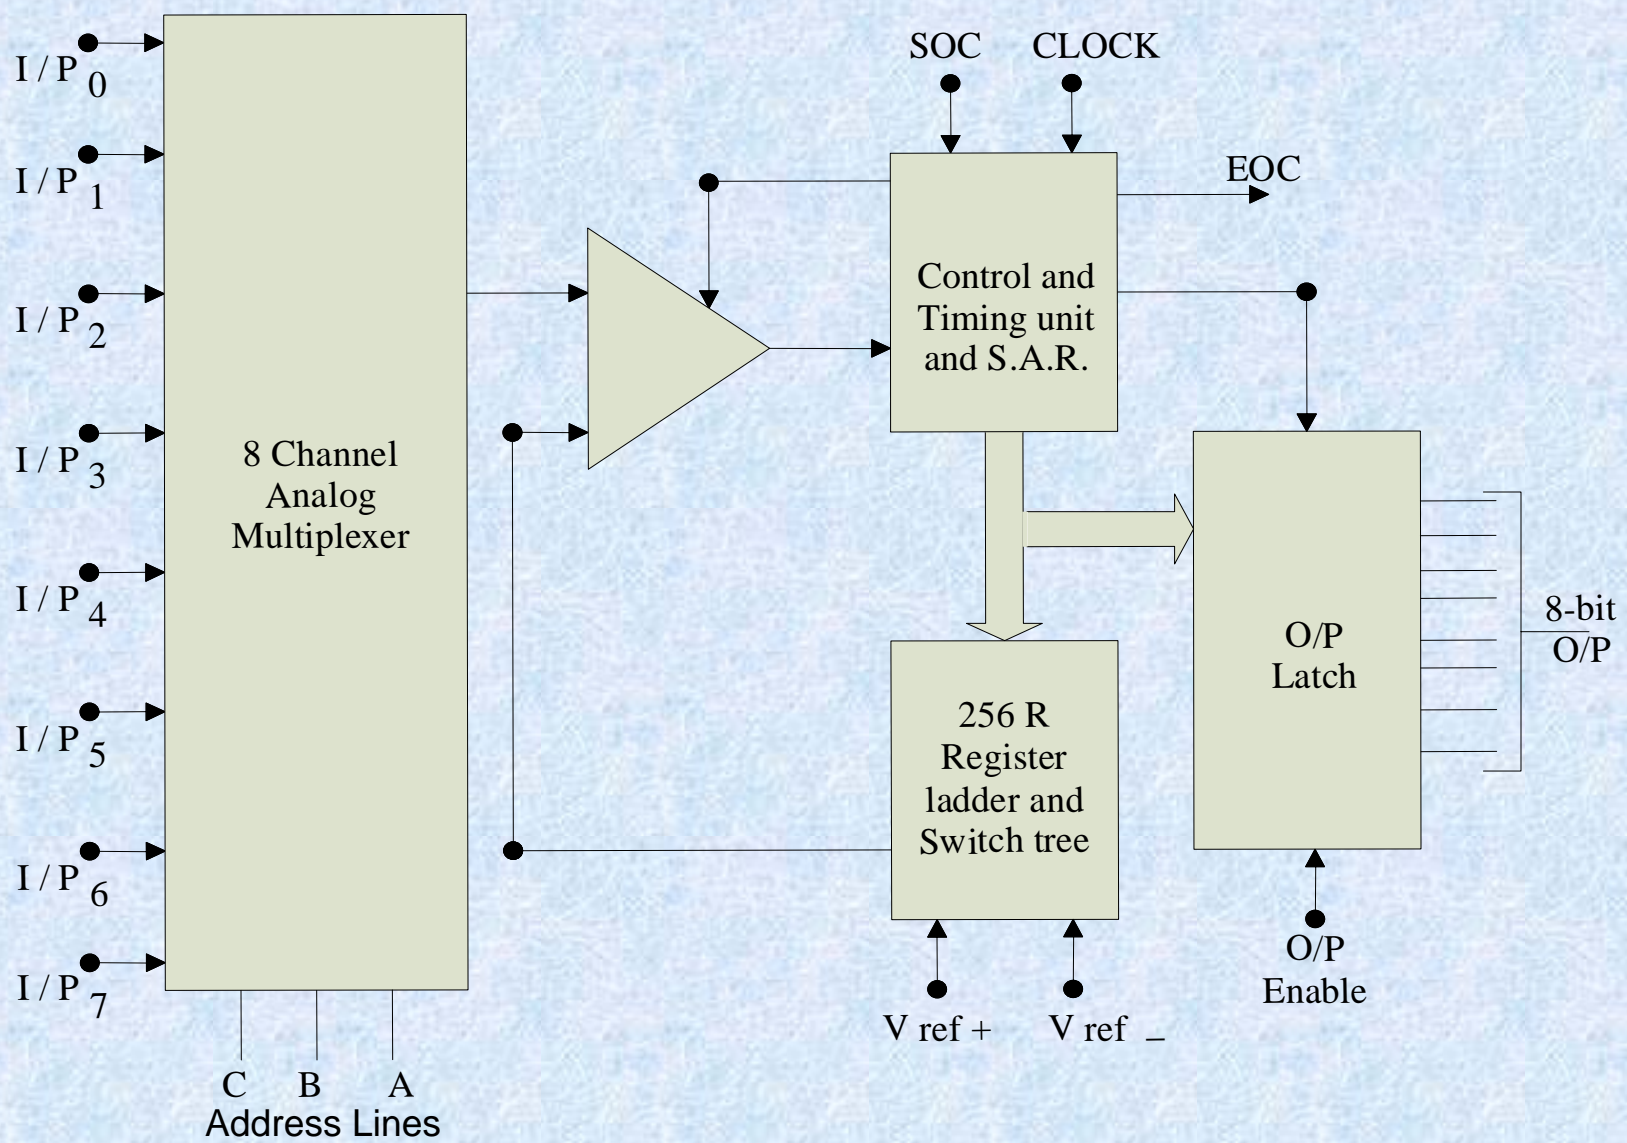 I / P 0
I / P 1
I / P 2
I / P 3
I / P 4
I / P 5
I / P 6
I / P 7
8 Channel
Analog
Multiplexer
C B A
Address Lines
SOC CLOCK
EOC
Control and
Timing unit
and S.A.R.
256 R
Register
ladder and
Switch tree
V ref + V ref _
O/P
Latch
8-bit
O/P
O/P
Enable